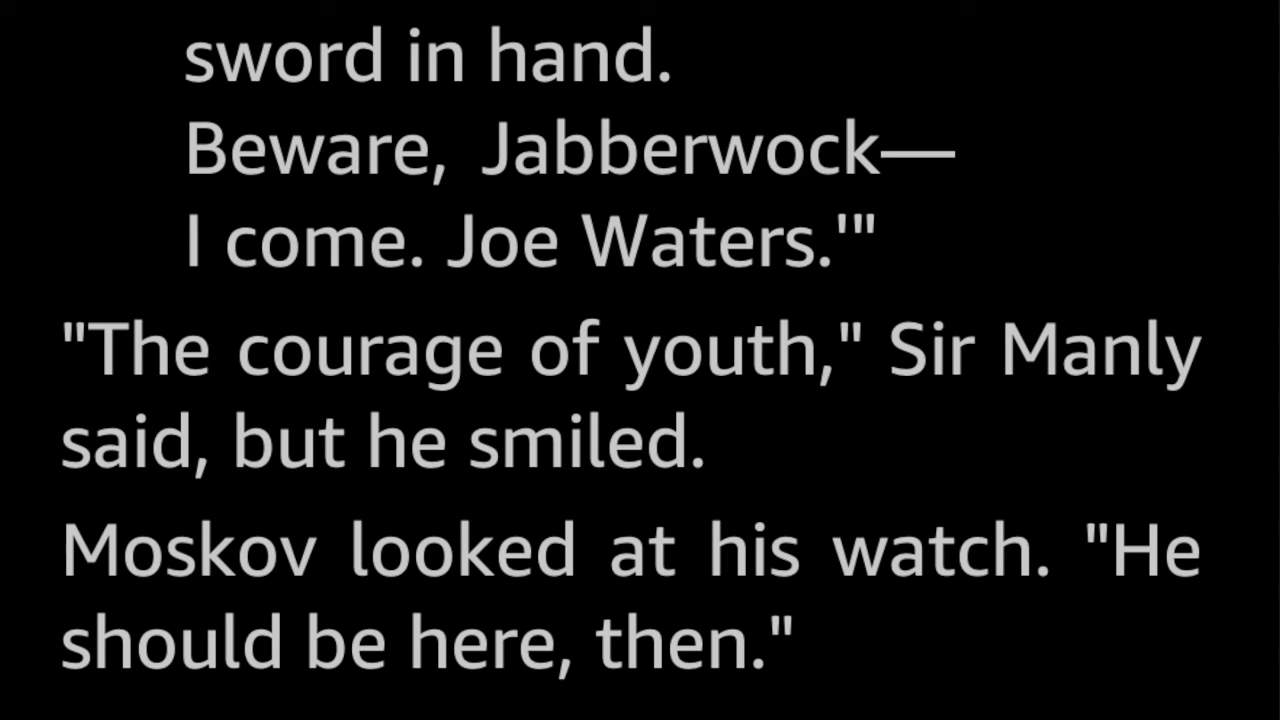 sword in hand.
Beware, Jabberwock—
I come. Joe Waters.'"
"The courage of youth," Sir Manly
said, but he smiled.
Moskov looked at his watch. "He
should be here, then."